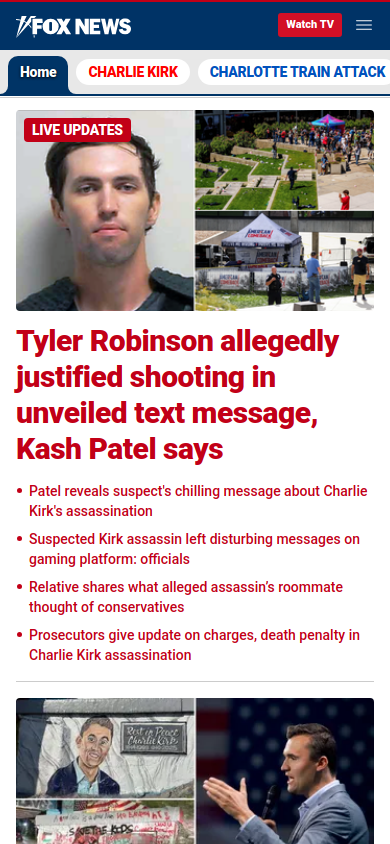 FOX NEWS
Watch TV
Home
CHARLIE KIRK
CHARLOTTE TRAIN ATTACK
LIVE UPDATES
AMERICAN
COMEBACK
Tyler Robinson allegedly
justified shooting in
unveiled text message,
Kash Patel says
• Patel reveals suspect's chilling message about Charlie
Kirk's assassination
• Suspected Kirk assassin left disturbing messages on
gaming platform: officials
• Relative shares what alleged assassin’s roommate
thought of conservatives
• Prosecutors give update on charges, death penalty in
Charlie Kirk assassination
Rest in Peace
Charlie Kirk